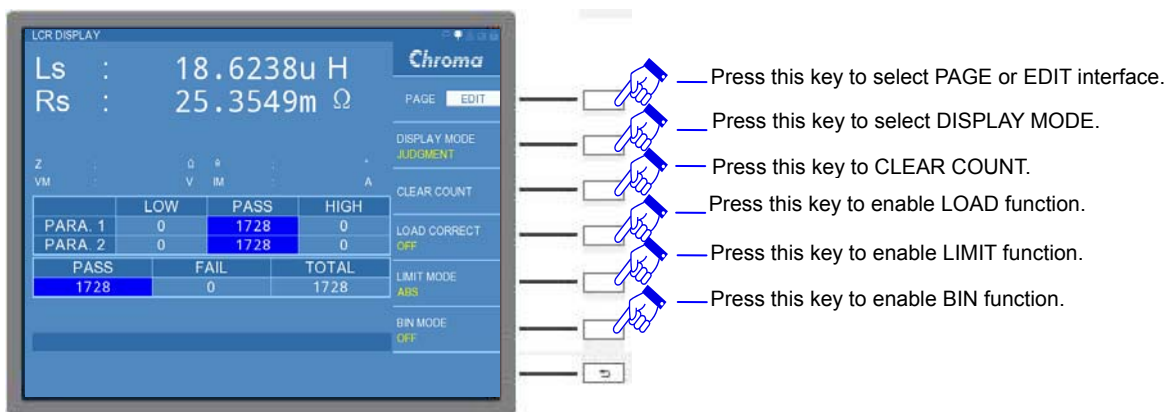 LCR DISPLAY
Ls : 18.6238u H
Rs : 25.3549m Ω
Z : Ω θ : °
VM : V IM : A
LOW PASS HIGH
PARA. 1 0 1728 0
PARA. 2 0 1728 0
PASS FAIL TOTAL
1728 0 1728
Chroma
PAGE EDIT
DISPLAY MODE
JUDGMENT
CLEAR COUNT
LOAD CORRECT
OFF
LIMIT MODE
ABS
BIN MODE
OFF
Press this key to select PAGE or EDIT interface.
Press this key to select DISPLAY MODE.
Press this key to CLEAR COUNT.
Press this key to enable LOAD function.
Press this key to enable LIMIT function.
Press this key to enable BIN function.